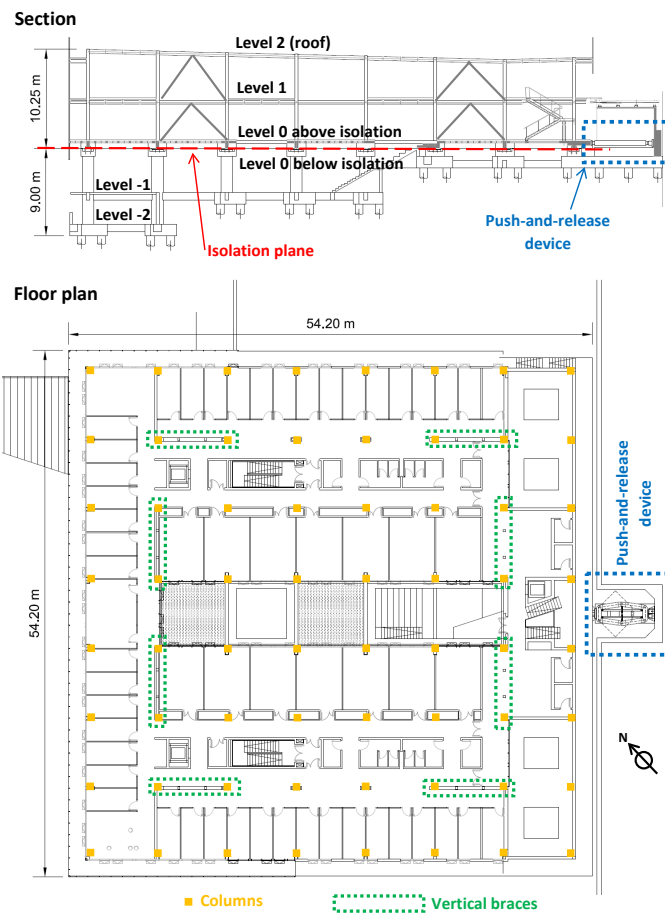 Section
Level 2 (roof)
Level 1
Level 0 above isolation
Level 0 below isolation
Level -1
Level -2
10.25 m
9.00 m
Isolation plane
Push-and-release
device
Floor plan
54.20 m
54.20 m
Push-and-release
device
N
Columns
Vertical braces